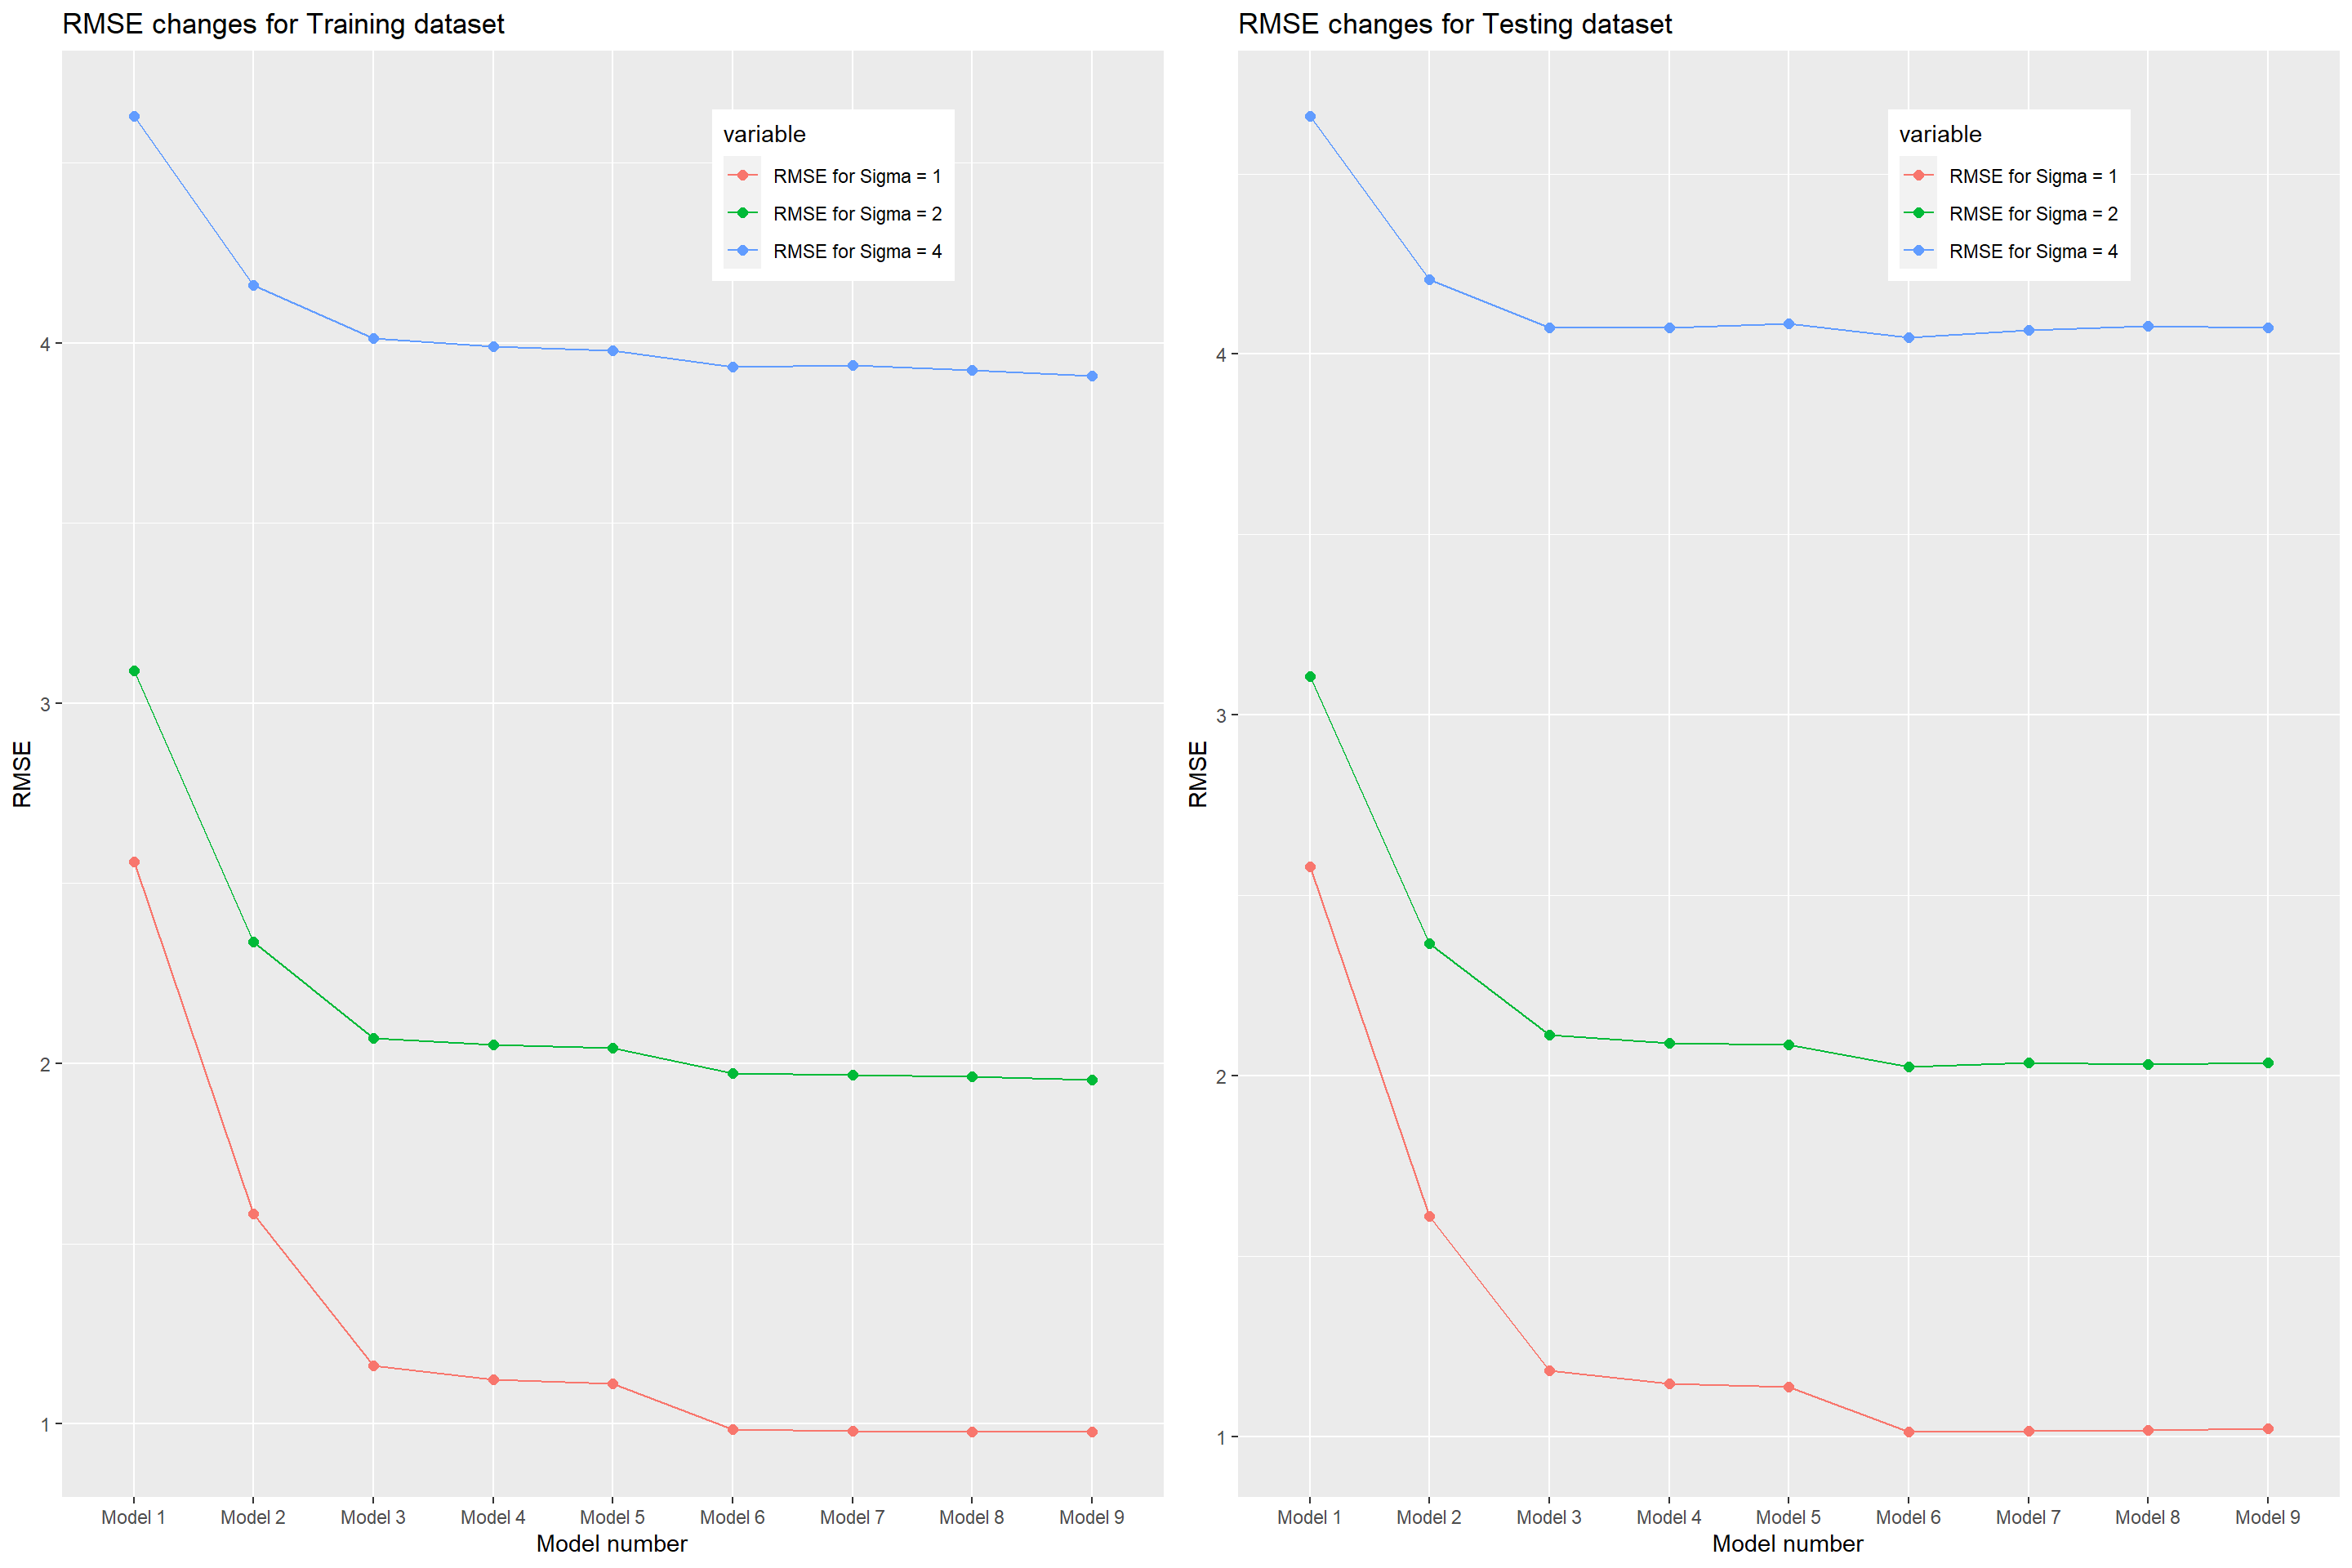 RMSE changes for Training dataset
variable
RMSE for Sigma = 1
RMSE for Sigma = 2
RMSE for Sigma = 4
4
3
2
1
RMSE
Model 1 Model 2 Model 3 Model 4 Model 5 Model 6 Model 7 Model 8 Model 9
Model number
RMSE changes for Testing dataset
variable
RMSE for Sigma = 1
RMSE for Sigma = 2
RMSE for Sigma = 4
4
3
2
1
RMSE
Model 1 Model 2 Model 3 Model 4 Model 5 Model 6 Model 7 Model 8 Model 9
Model number